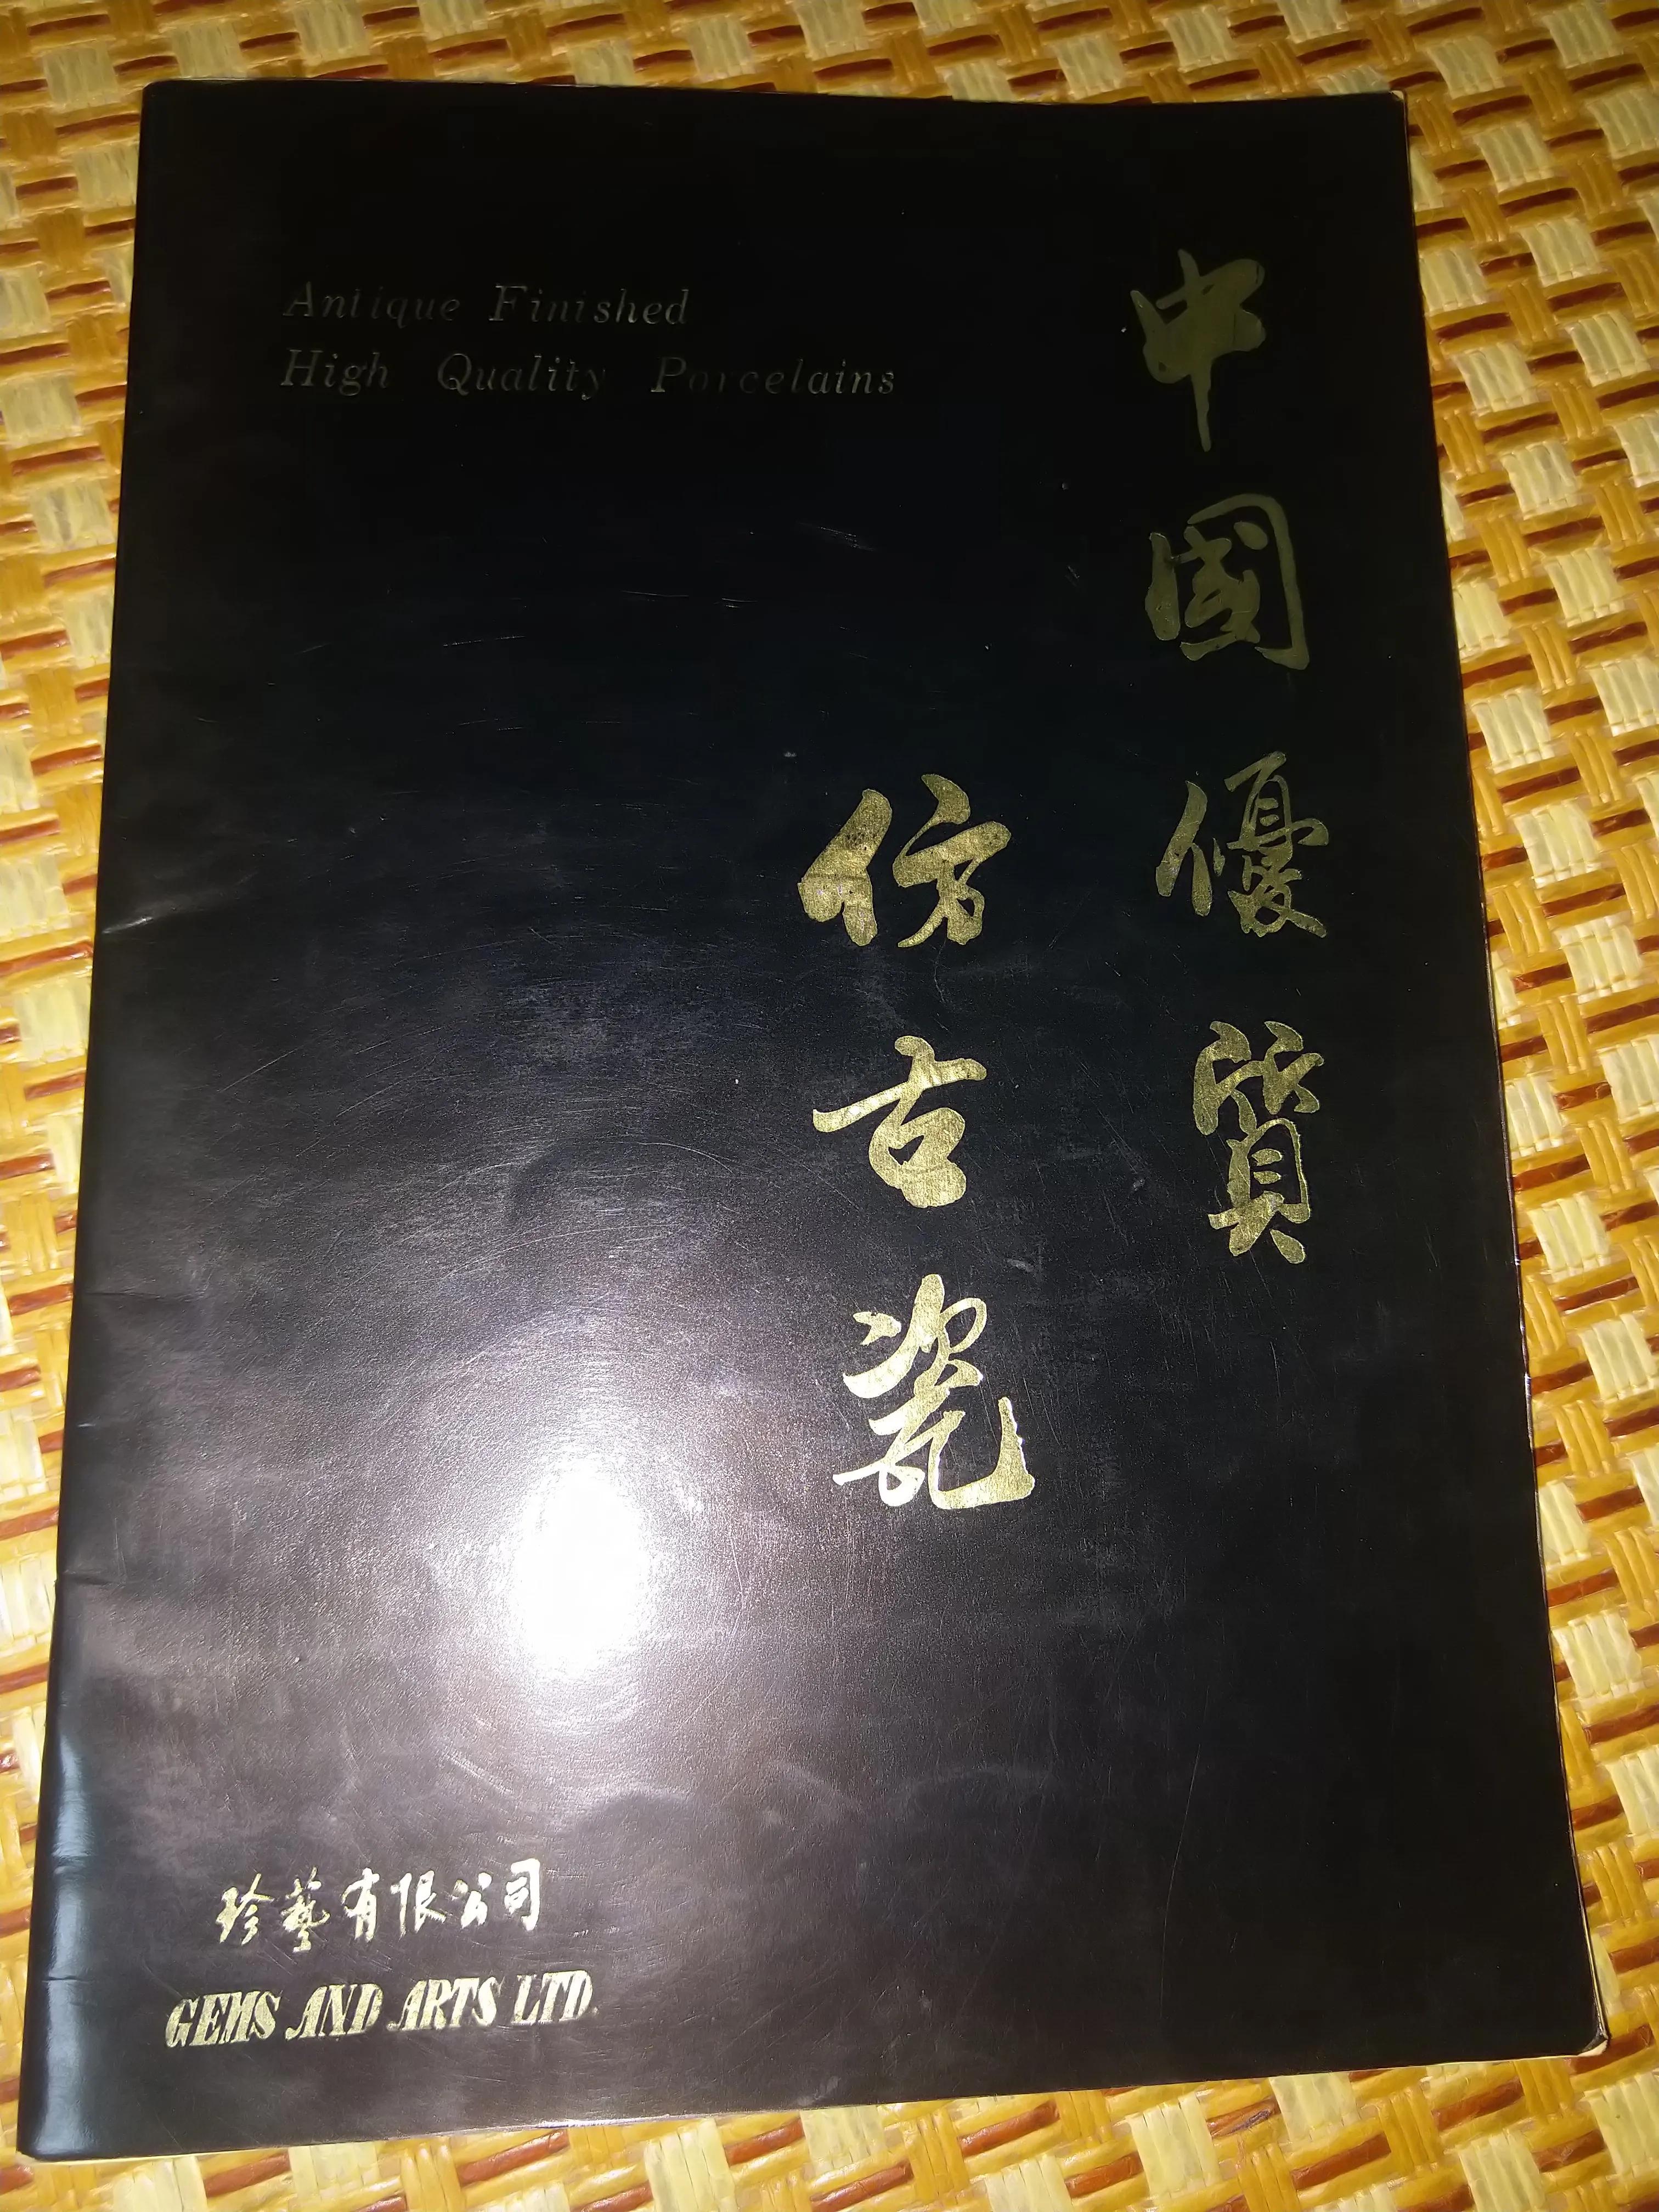 Antique Finished
High Quality Porcelains
中國優質
仿古瓷
珍藝有限公司
GEMS AND ARTS LTD.